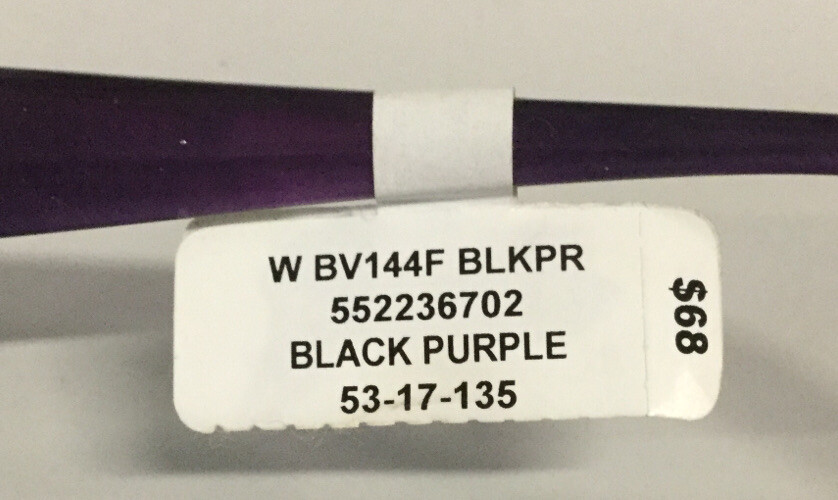 W BV144F BLKPR
552236702
BLACK PURPLE
53-17-135
$68